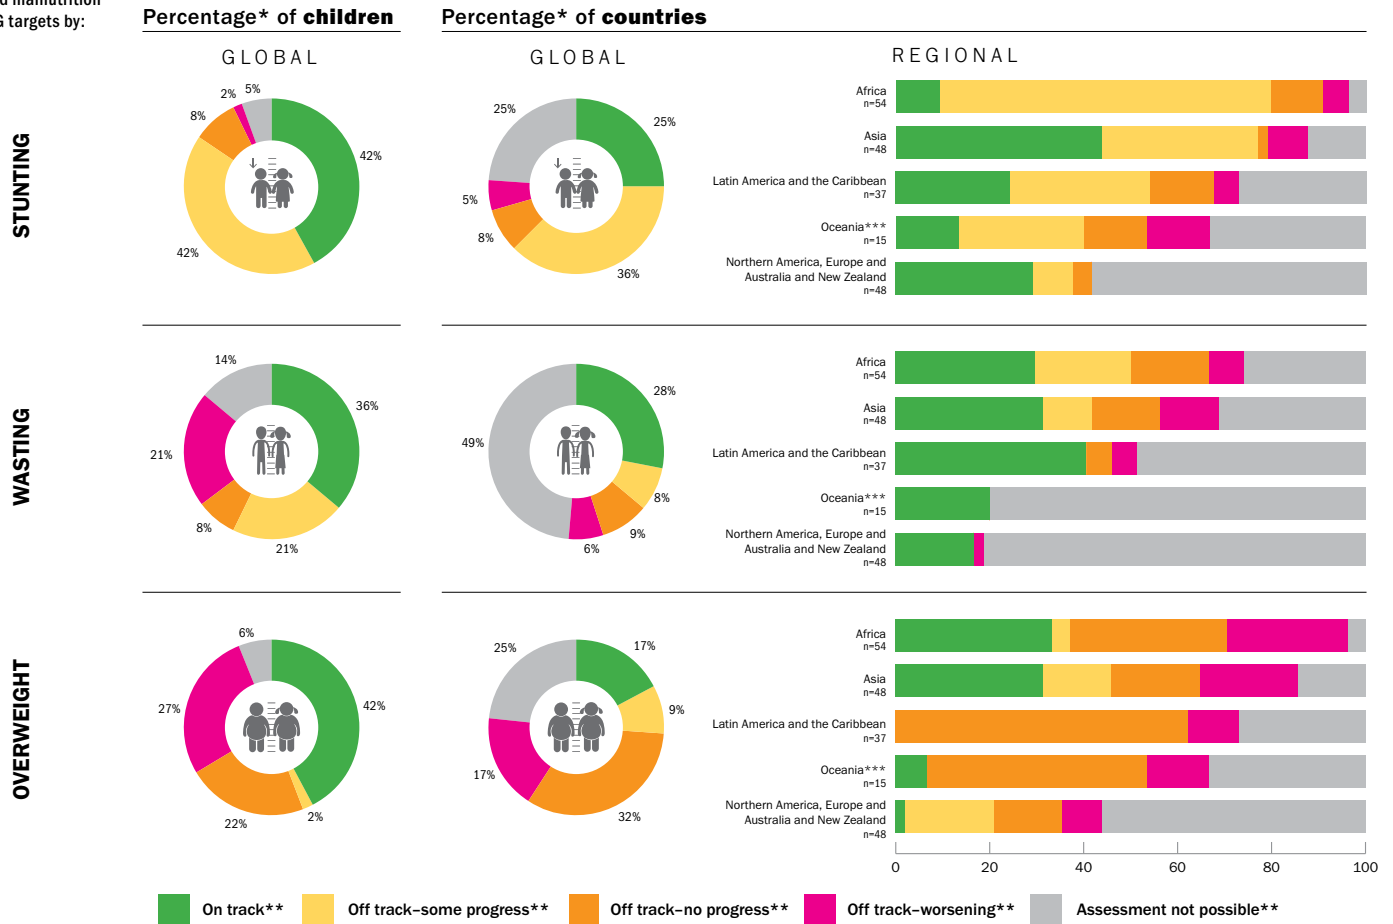 G targets by:
Percentage* of children
Percentage* of countries
GLOBAL
GLOBAL
REGIONAL
STUNTING
5%
2%
8%
42%
42%
25%
25%
5%
8%
36%
Africa
n=54
Asia
n=48
Latin America and the Caribbean
n=37
Oceania***
n=15
Northern America, Europe and
Australia and New Zealand
n=48
WASTING
14%
36%
21%
8%
21%
28%
49%
8%
9%
6%
Africa
n=54
Asia
n=48
Latin America and the Caribbean
n=37
Oceania***
n=15
Northern America, Europe and
Australia and New Zealand
n=48
OVERWEIGHT
6%
42%
27%
22%
2%
25%
17%
9%
17%
32%
Africa
n=54
Asia
n=48
Latin America and the Caribbean
n=37
Oceania***
n=15
Northern America, Europe and
Australia and New Zealand
n=48
0 20 40 60 80 100
On track** Off track–some progress** Off track–no progress** Off track–worsening** Assessment not possible**